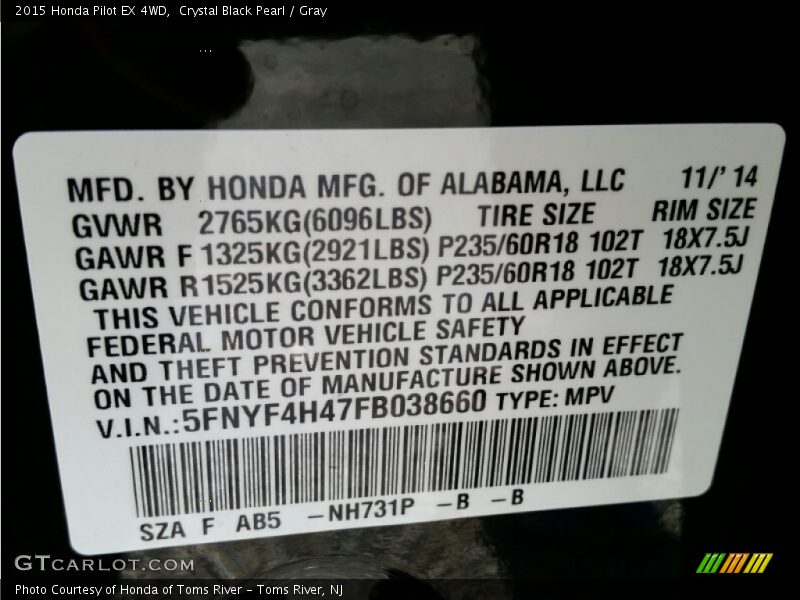 2015 Honda Pilot EX 4WD,  Crystal Black Pearl / Gray
MFD. BY HONDA MFG. OF ALABAMA, LLC 11/'14
GVWR 2765KG(6096LBS) TIRE SIZE RIM SIZE
GAWR F 1325KG(2921LBS) P235/60R18 102T 18X7.5J
GAWR R1525KG(3362LBS) P235/60R18 102T 18X7.5J
THIS VEHICLE CONFORMS TO ALL APPLICABLE
FEDERAL MOTOR VEHICLE SAFETY
AND THEFT PREVENTION STANDARDS IN EFFECT
ON THE DATE OF MANUFACTURE SHOWN ABOVE.
V.I.N.:5FNYF4H47FB038660 TYPE: MPV
SZA F AB5 -NH731P -B -B
GTCARLOT.COM
Photo Courtesy of Honda of Toms River - Toms River, NJ